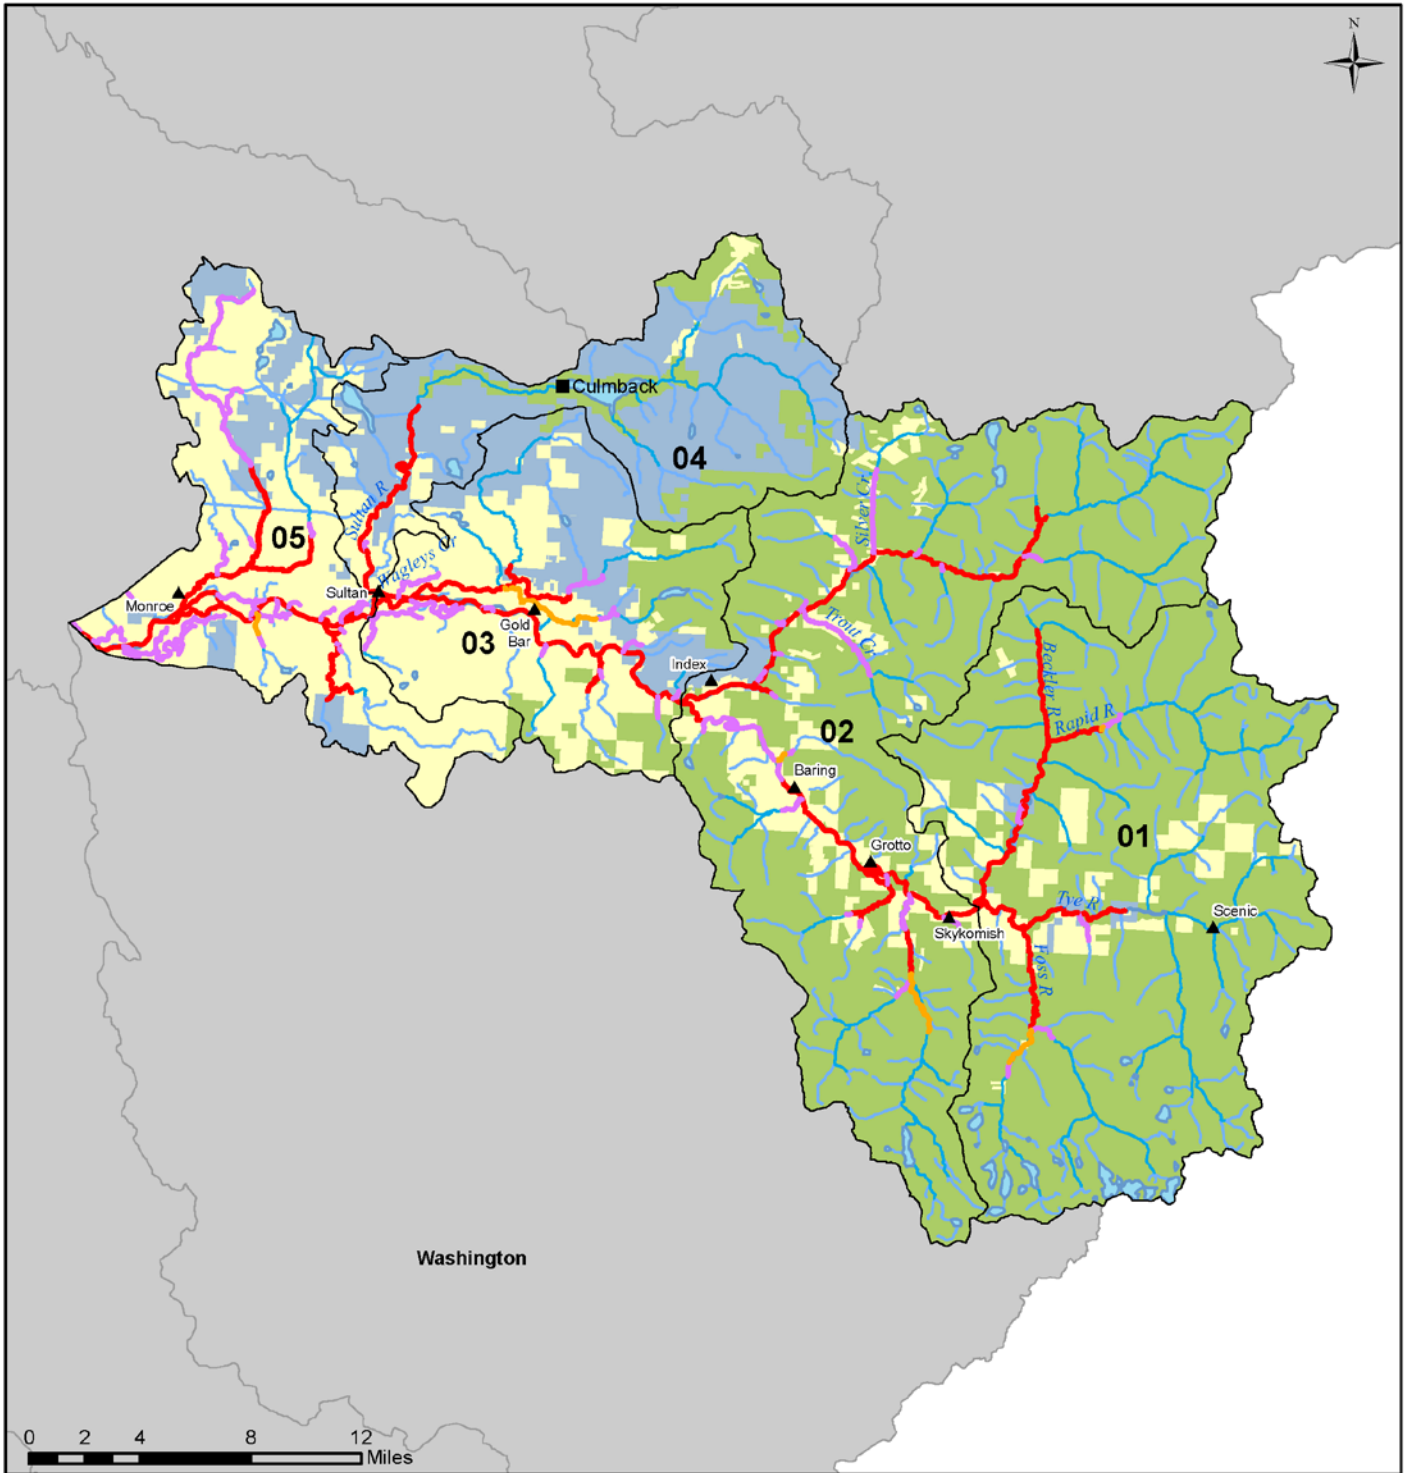 N
Culmback
04
Silver Cr
Sultan R
05
Wagleys Cr
Sultan
Monroe
Gold
Bar
03
Trout Cr
Index
Beckler R
Rapid R
02
Baring
01
Grotto
Tye R
Scenic
Skykomish
Foss R
Washington
0 2 4 8 12
Miles